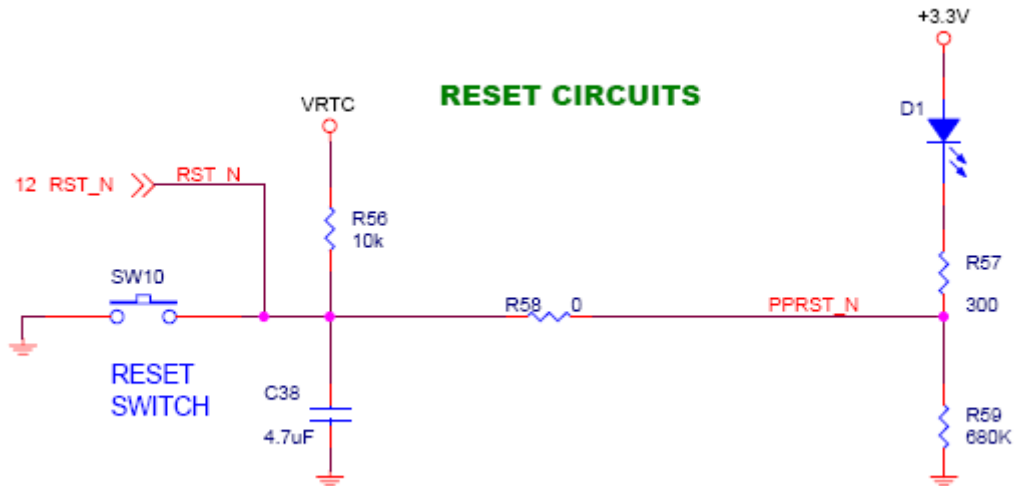 +3.3V
RESET CIRCUITS
VRTC
D1
12 RST_N
RST_N
R56
10k
R57
300
SW10
R58 0
PPRST_N
RESET
SWITCH
C38
4.7uF
R59
680K